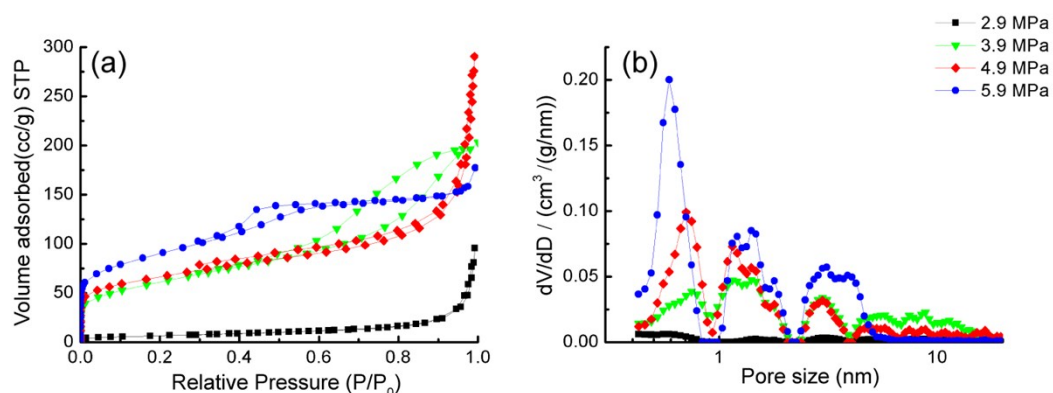 (a)
300
250
200
150
100
50
0
0.0 0.2 0.4 0.6 0.8 1.0
Volume adsorbed(cc/g) STP
Relative Pressure (P/P0)
2.9 MPa
3.9 MPa
4.9 MPa
5.9 MPa
(b)
0.20
0.15
0.10
0.05
0.00
1 10
dV/dD / (cm³/(g/nm))
Pore size (nm)